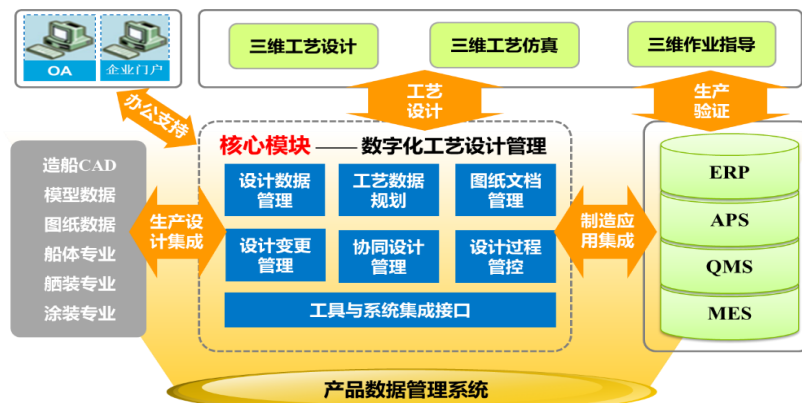 OA
企业门户
三维工艺设计
三维工艺仿真
三维作业指导
办公支持
工艺
设计
生产
验证
核心模块 —— 数字化工艺设计管理
造船CAD
模型数据
图纸数据
船体专业
舾装专业
涂装专业
生产设
计集成
设计数据
管理
工艺数据
规划
图纸文档
管理
设计变更
管理
协同设计
管理
设计过程
管控
工具与系统集成接口
制造应
用集成
ERP
APS
QMS
MES
产品数据管理系统